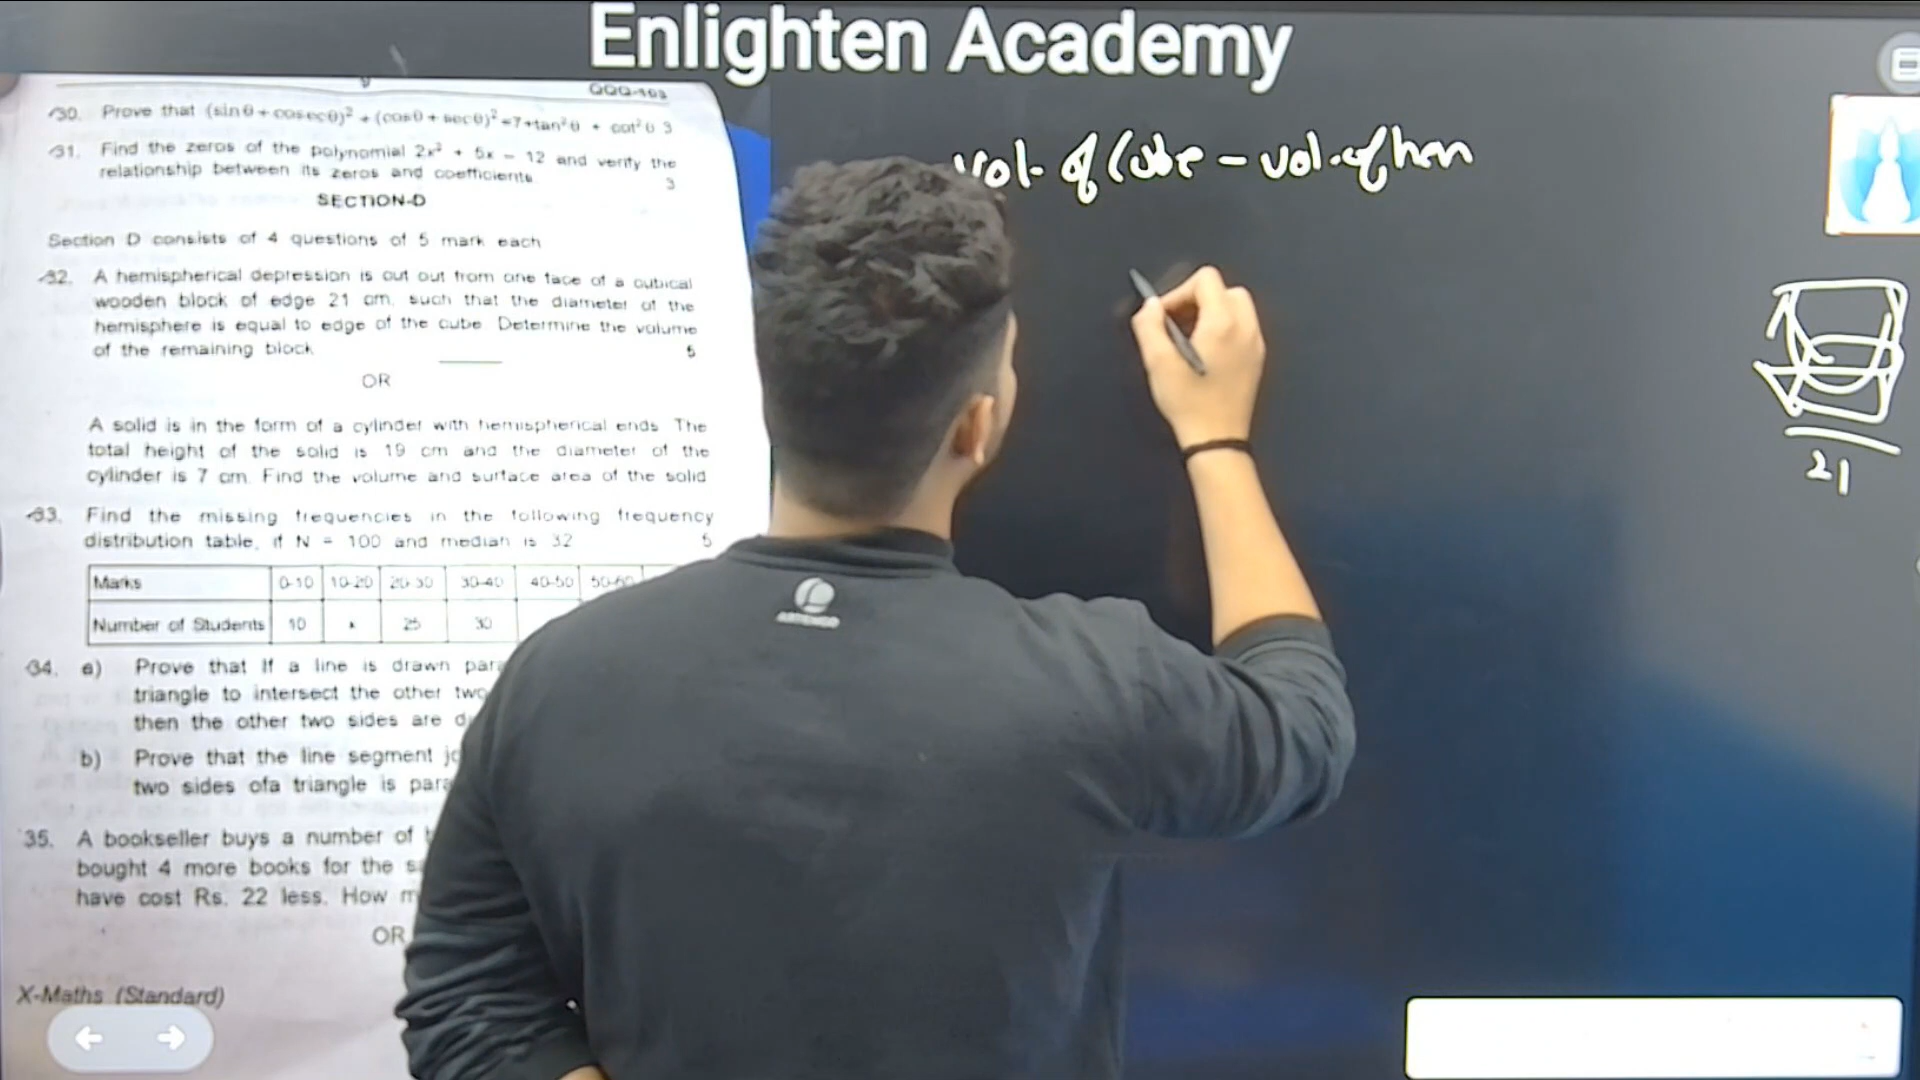 Enlighten Academy
QQQ-103
30. Prove that (sinθ + cosecθ)² + (cosθ + secθ)² = 7+tan²θ + cot²θ 3
31. Find the zeros of the polynomial 2x² + 5x - 12 and verify the
relationship between its zeros and coefficients 3
SECTION-D
Section D consists of 4 questions of 5 mark each
32. A hemispherical depression is cut out from one face of a cubical
wooden block of edge 21 cm. such that the diameter of the
hemisphere is equal to edge of the cube Determine the volume
of the remaining block 5
OR
A solid is in the form of a cylinder with hemispherical ends The
total height of the solid is 19 cm and the diameter of the
cylinder is 7 cm Find the volume and surface area of the solid
33. Find the missing frequencies in the following frequency
distribution table, if N = 100 and median is 32 5
Marks 0-10 10-20 20-30 30-40 40-50 50-60
Number of Students 10 x 25 30
34. a) Prove that If a line is drawn
triangle to intersect the other two
then the other two sides are
b) Prove that the line segment
two sides ofa triangle is
35. A bookseller buys a number of
bought 4 more books for the
have cost Rs. 22 less. How
OR
X-Maths (Standard)
vol. of Cube - vol. of hem
21
ARTENGO